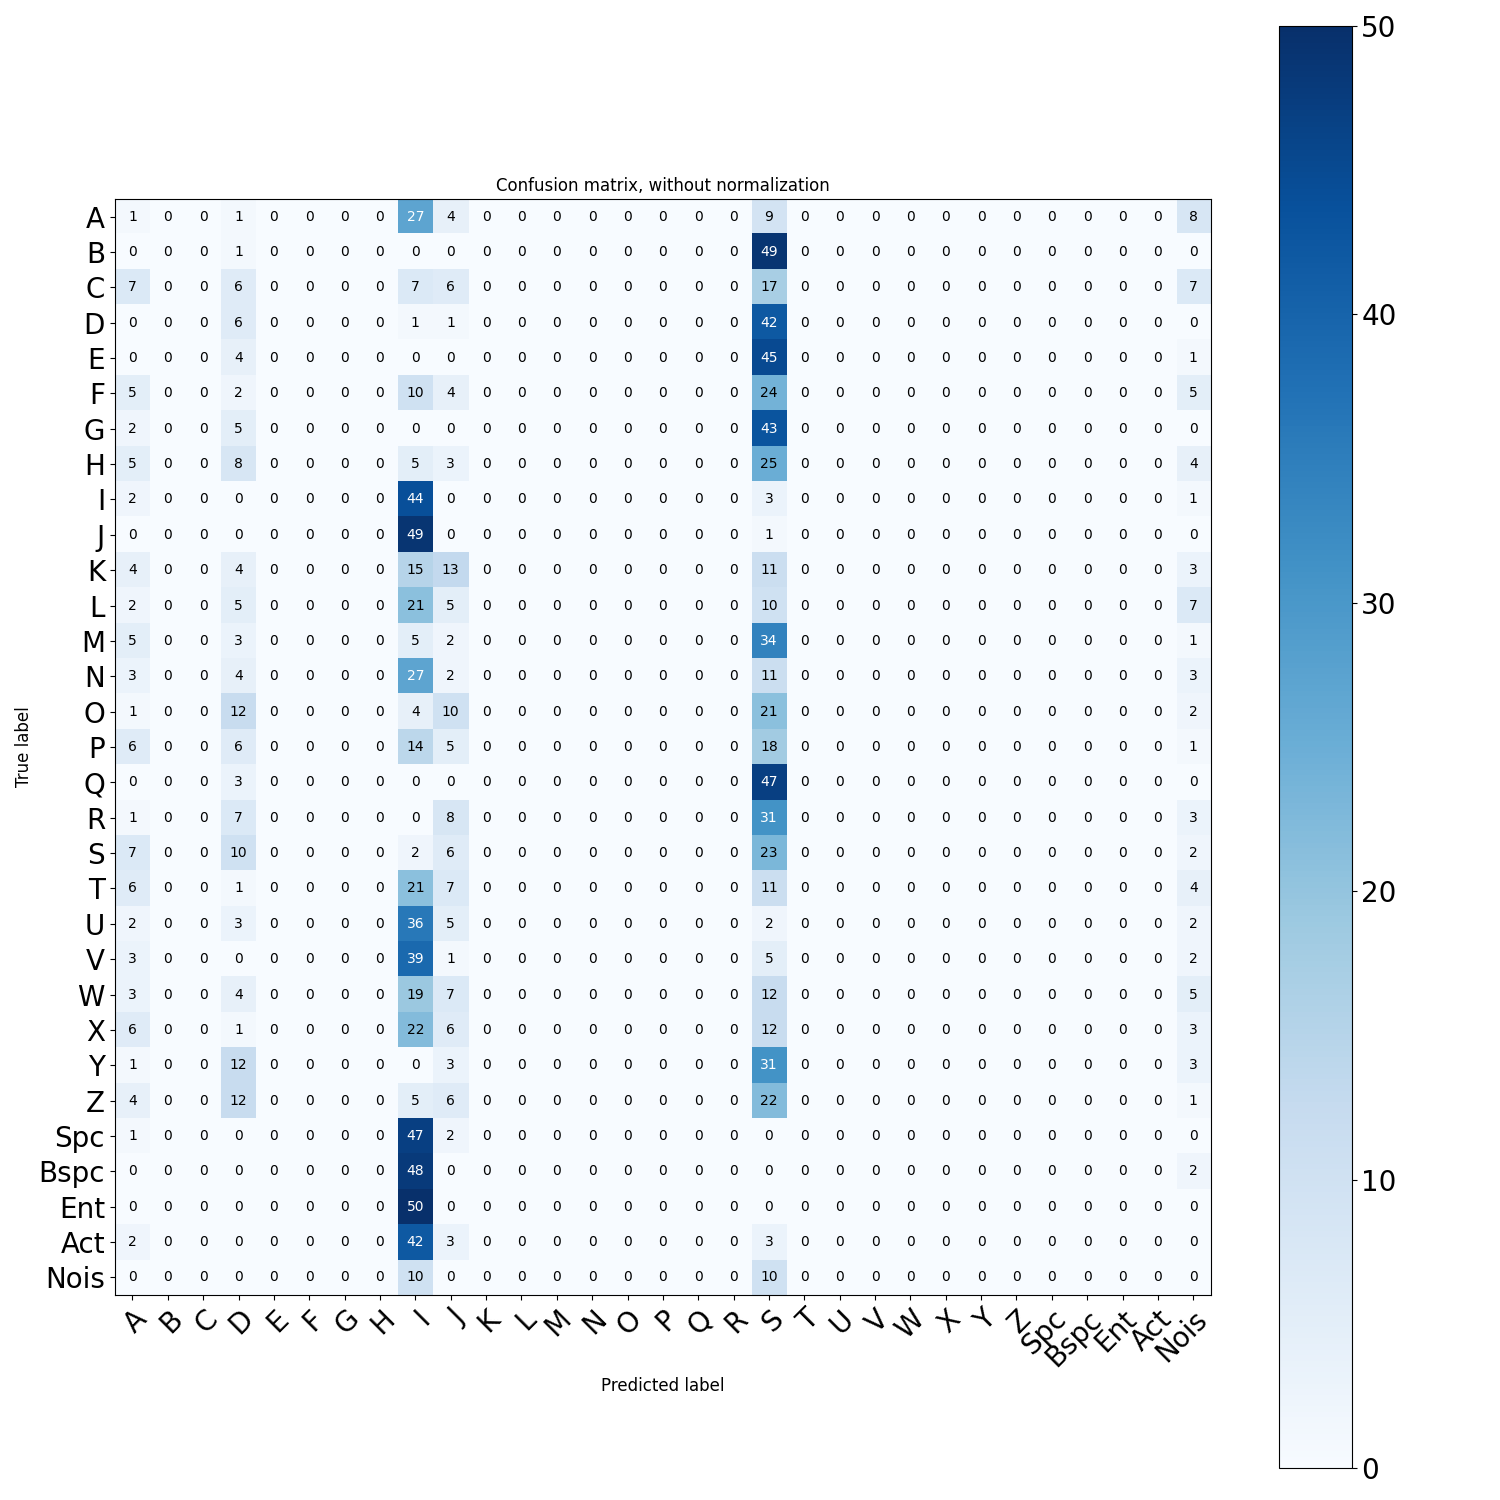 Confusion matrix, without normalization
A 1 0 0 1 0 0 0 0 27 4 0 0 0 0 0 0 0 0 9 0 0 0 0 0 0 0 0 0 0 0 8
B 0 0 0 1 0 0 0 0 0 0 0 0 0 0 0 0 0 0 49 0 0 0 0 0 0 0 0 0 0 0 0
C 7 0 0 6 0 0 0 0 7 6 0 0 0 0 0 0 0 0 17 0 0 0 0 0 0 0 0 0 0 0 7
D 0 0 0 6 0 0 0 0 1 1 0 0 0 0 0 0 0 0 42 0 0 0 0 0 0 0 0 0 0 0 0
E 0 0 0 4 0 0 0 0 0 0 0 0 0 0 0 0 0 0 45 0 0 0 0 0 0 0 0 0 0 0 1
F 5 0 0 2 0 0 0 0 10 4 0 0 0 0 0 0 0 0 24 0 0 0 0 0 0 0 0 0 0 0 5
G 2 0 0 5 0 0 0 0 0 0 0 0 0 0 0 0 0 0 43 0 0 0 0 0 0 0 0 0 0 0 0
H 5 0 0 8 0 0 0 0 5 3 0 0 0 0 0 0 0 0 25 0 0 0 0 0 0 0 0 0 0 0 4
I 2 0 0 0 0 0 0 0 44 0 0 0 0 0 0 0 0 0 3 0 0 0 0 0 0 0 0 0 0 0 1
J 0 0 0 0 0 0 0 0 49 0 0 0 0 0 0 0 0 0 1 0 0 0 0 0 0 0 0 0 0 0 0
K 4 0 0 4 0 0 0 0 15 13 0 0 0 0 0 0 0 0 11 0 0 0 0 0 0 0 0 0 0 0 3
L 2 0 0 5 0 0 0 0 21 5 0 0 0 0 0 0 0 0 10 0 0 0 0 0 0 0 0 0 0 0 7
M 5 0 0 3 0 0 0 0 5 2 0 0 0 0 0 0 0 0 34 0 0 0 0 0 0 0 0 0 0 0 1
N 3 0 0 4 0 0 0 0 27 2 0 0 0 0 0 0 0 0 11 0 0 0 0 0 0 0 0 0 0 0 3
O 1 0 0 12 0 0 0 0 4 10 0 0 0 0 0 0 0 0 21 0 0 0 0 0 0 0 0 0 0 0 2
P 6 0 0 6 0 0 0 0 14 5 0 0 0 0 0 0 0 0 18 0 0 0 0 0 0 0 0 0 0 0 1
Q 0 0 0 3 0 0 0 0 0 0 0 0 0 0 0 0 0 0 47 0 0 0 0 0 0 0 0 0 0 0 0
R 1 0 0 7 0 0 0 0 0 8 0 0 0 0 0 0 0 0 31 0 0 0 0 0 0 0 0 0 0 0 3
S 7 0 0 10 0 0 0 0 2 6 0 0 0 0 0 0 0 0 23 0 0 0 0 0 0 0 0 0 0 0 2
T 6 0 0 1 0 0 0 0 21 7 0 0 0 0 0 0 0 0 11 0 0 0 0 0 0 0 0 0 0 0 4
U 2 0 0 3 0 0 0 0 36 5 0 0 0 0 0 0 0 0 2 0 0 0 0 0 0 0 0 0 0 0 2
V 3 0 0 0 0 0 0 0 39 1 0 0 0 0 0 0 0 0 5 0 0 0 0 0 0 0 0 0 0 0 2
W 3 0 0 4 0 0 0 0 19 7 0 0 0 0 0 0 0 0 12 0 0 0 0 0 0 0 0 0 0 0 5
X 6 0 0 1 0 0 0 0 22 6 0 0 0 0 0 0 0 0 12 0 0 0 0 0 0 0 0 0 0 0 3
Y 1 0 0 12 0 0 0 0 0 3 0 0 0 0 0 0 0 0 31 0 0 0 0 0 0 0 0 0 0 0 3
Z 4 0 0 12 0 0 0 0 5 6 0 0 0 0 0 0 0 0 22 0 0 0 0 0 0 0 0 0 0 0 1
Spc 1 0 0 0 0 0 0 0 47 2 0 0 0 0 0 0 0 0 0 0 0 0 0 0 0 0 0 0 0 0 0
Bspc 0 0 0 0 0 0 0 0 48 0 0 0 0 0 0 0 0 0 0 0 0 0 0 0 0 0 0 0 0 0 2
Ent 0 0 0 0 0 0 0 0 50 0 0 0 0 0 0 0 0 0 0 0 0 0 0 0 0 0 0 0 0 0 0
Act 2 0 0 0 0 0 0 0 42 3 0 0 0 0 0 0 0 0 3 0 0 0 0 0 0 0 0 0 0 0 0
Nois 0 0 0 0 0 0 0 0 10 0 0 0 0 0 0 0 0 0 10 0 0 0 0 0 0 0 0 0 0 0 0
A B C D E F G H I J K L M N O P Q R S T U V W X Y Z Spc Bspc Ent Act Nois
Predicted label
True label
50
40
30
20
10
0